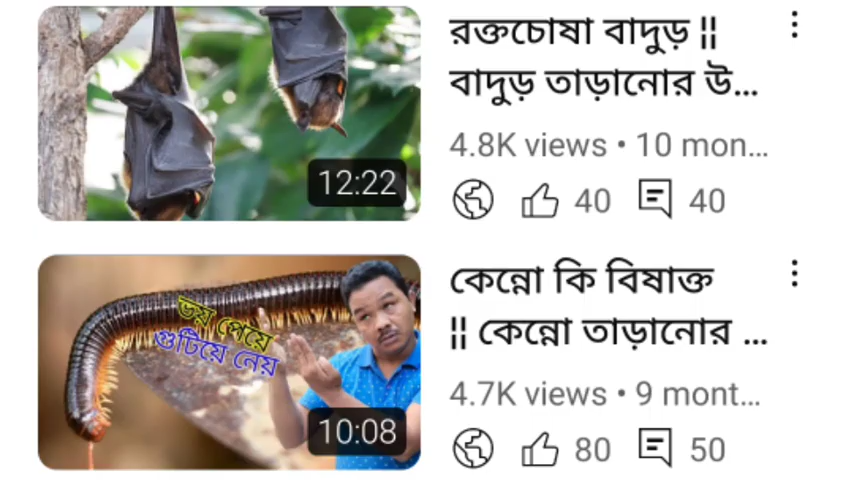 রক্তচোষা বাদুড় ¦¦
বাদুড় তাড়ানোর উ...
12:22
4.8K views • 10 mon...
40 40
কেন্নো কি বিষাক্ত
¦¦ কেন্নো তাড়ানোর ...
ভয় পেয়ে
গুটিয়ে নেয়
10:08
4.7K views • 9 mont...
80 50